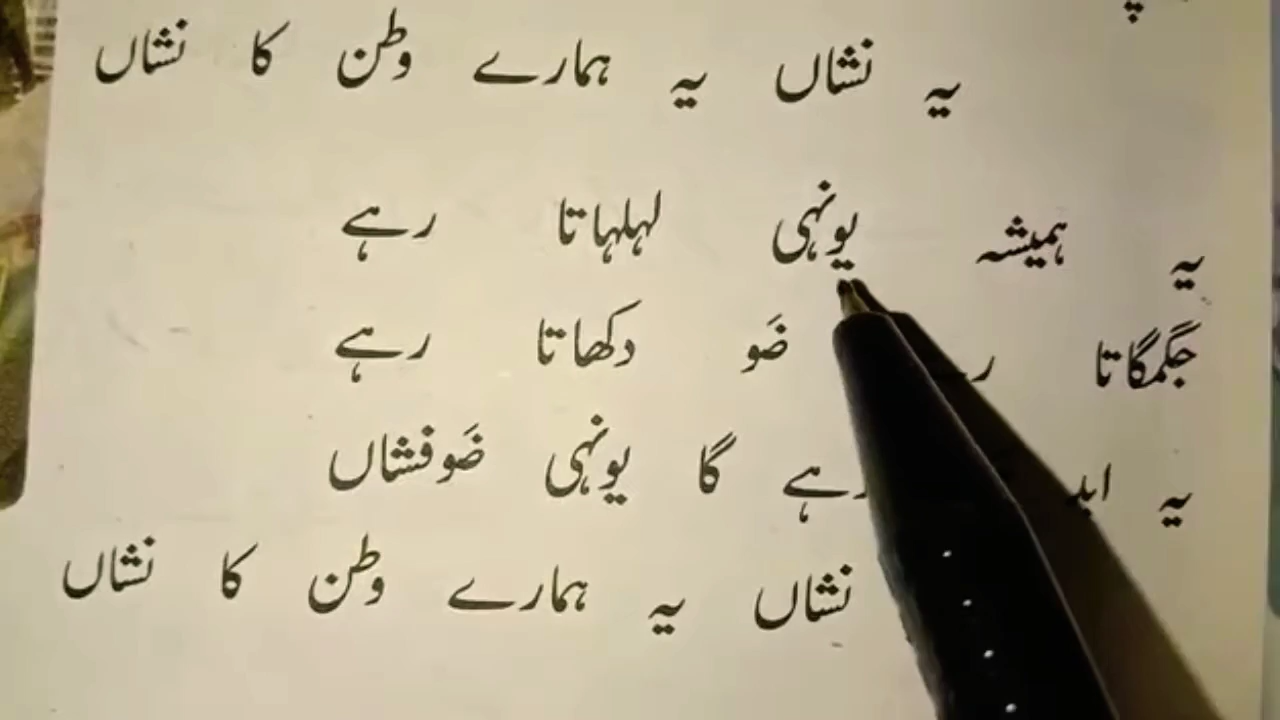 یہ نشاں یہ ہمارے وطن کا نشاں
یہ ہمیشہ یونہی لہلہاتا رہے
جگمگاتا ضَو دکھاتا رہے
یہ رہے گا یونہی ضَوفشاں
نشاں یہ ہمارے وطن کا نشاں